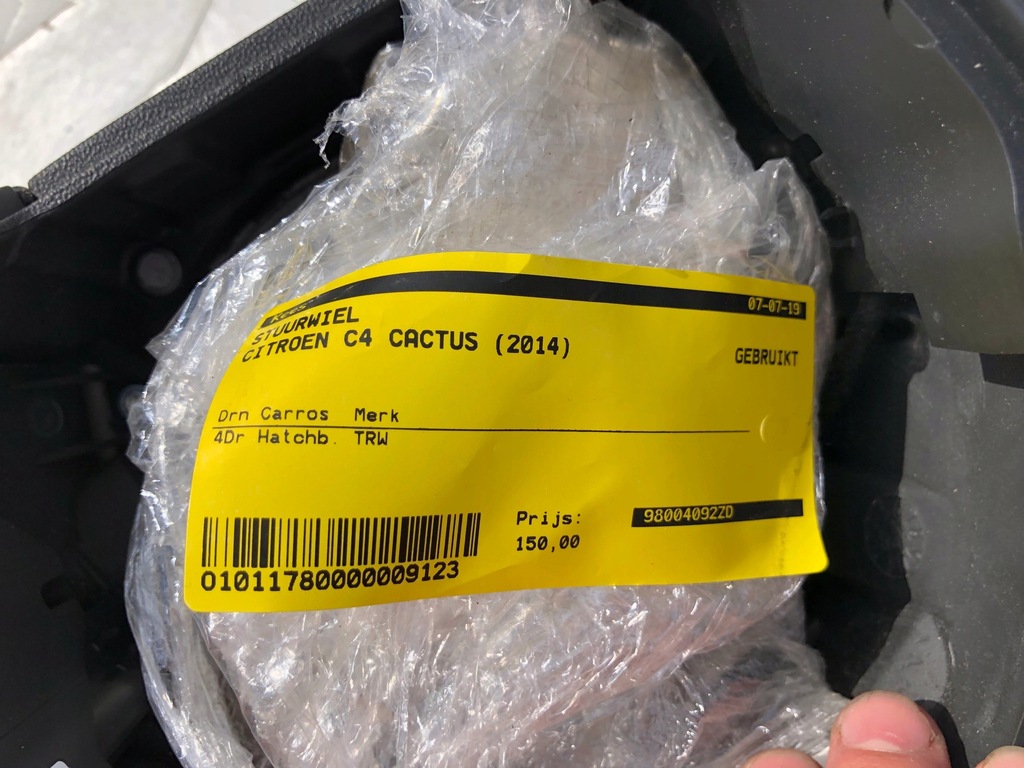 Kees
07-07-19
STUURWIEL
CITROEN C4 CACTUS (2014)
GEBRUIKT
Drn Carros Merk
4Dr Hatchb. TRW
Prijs:
98004092ZD
150,00
01011780000009123